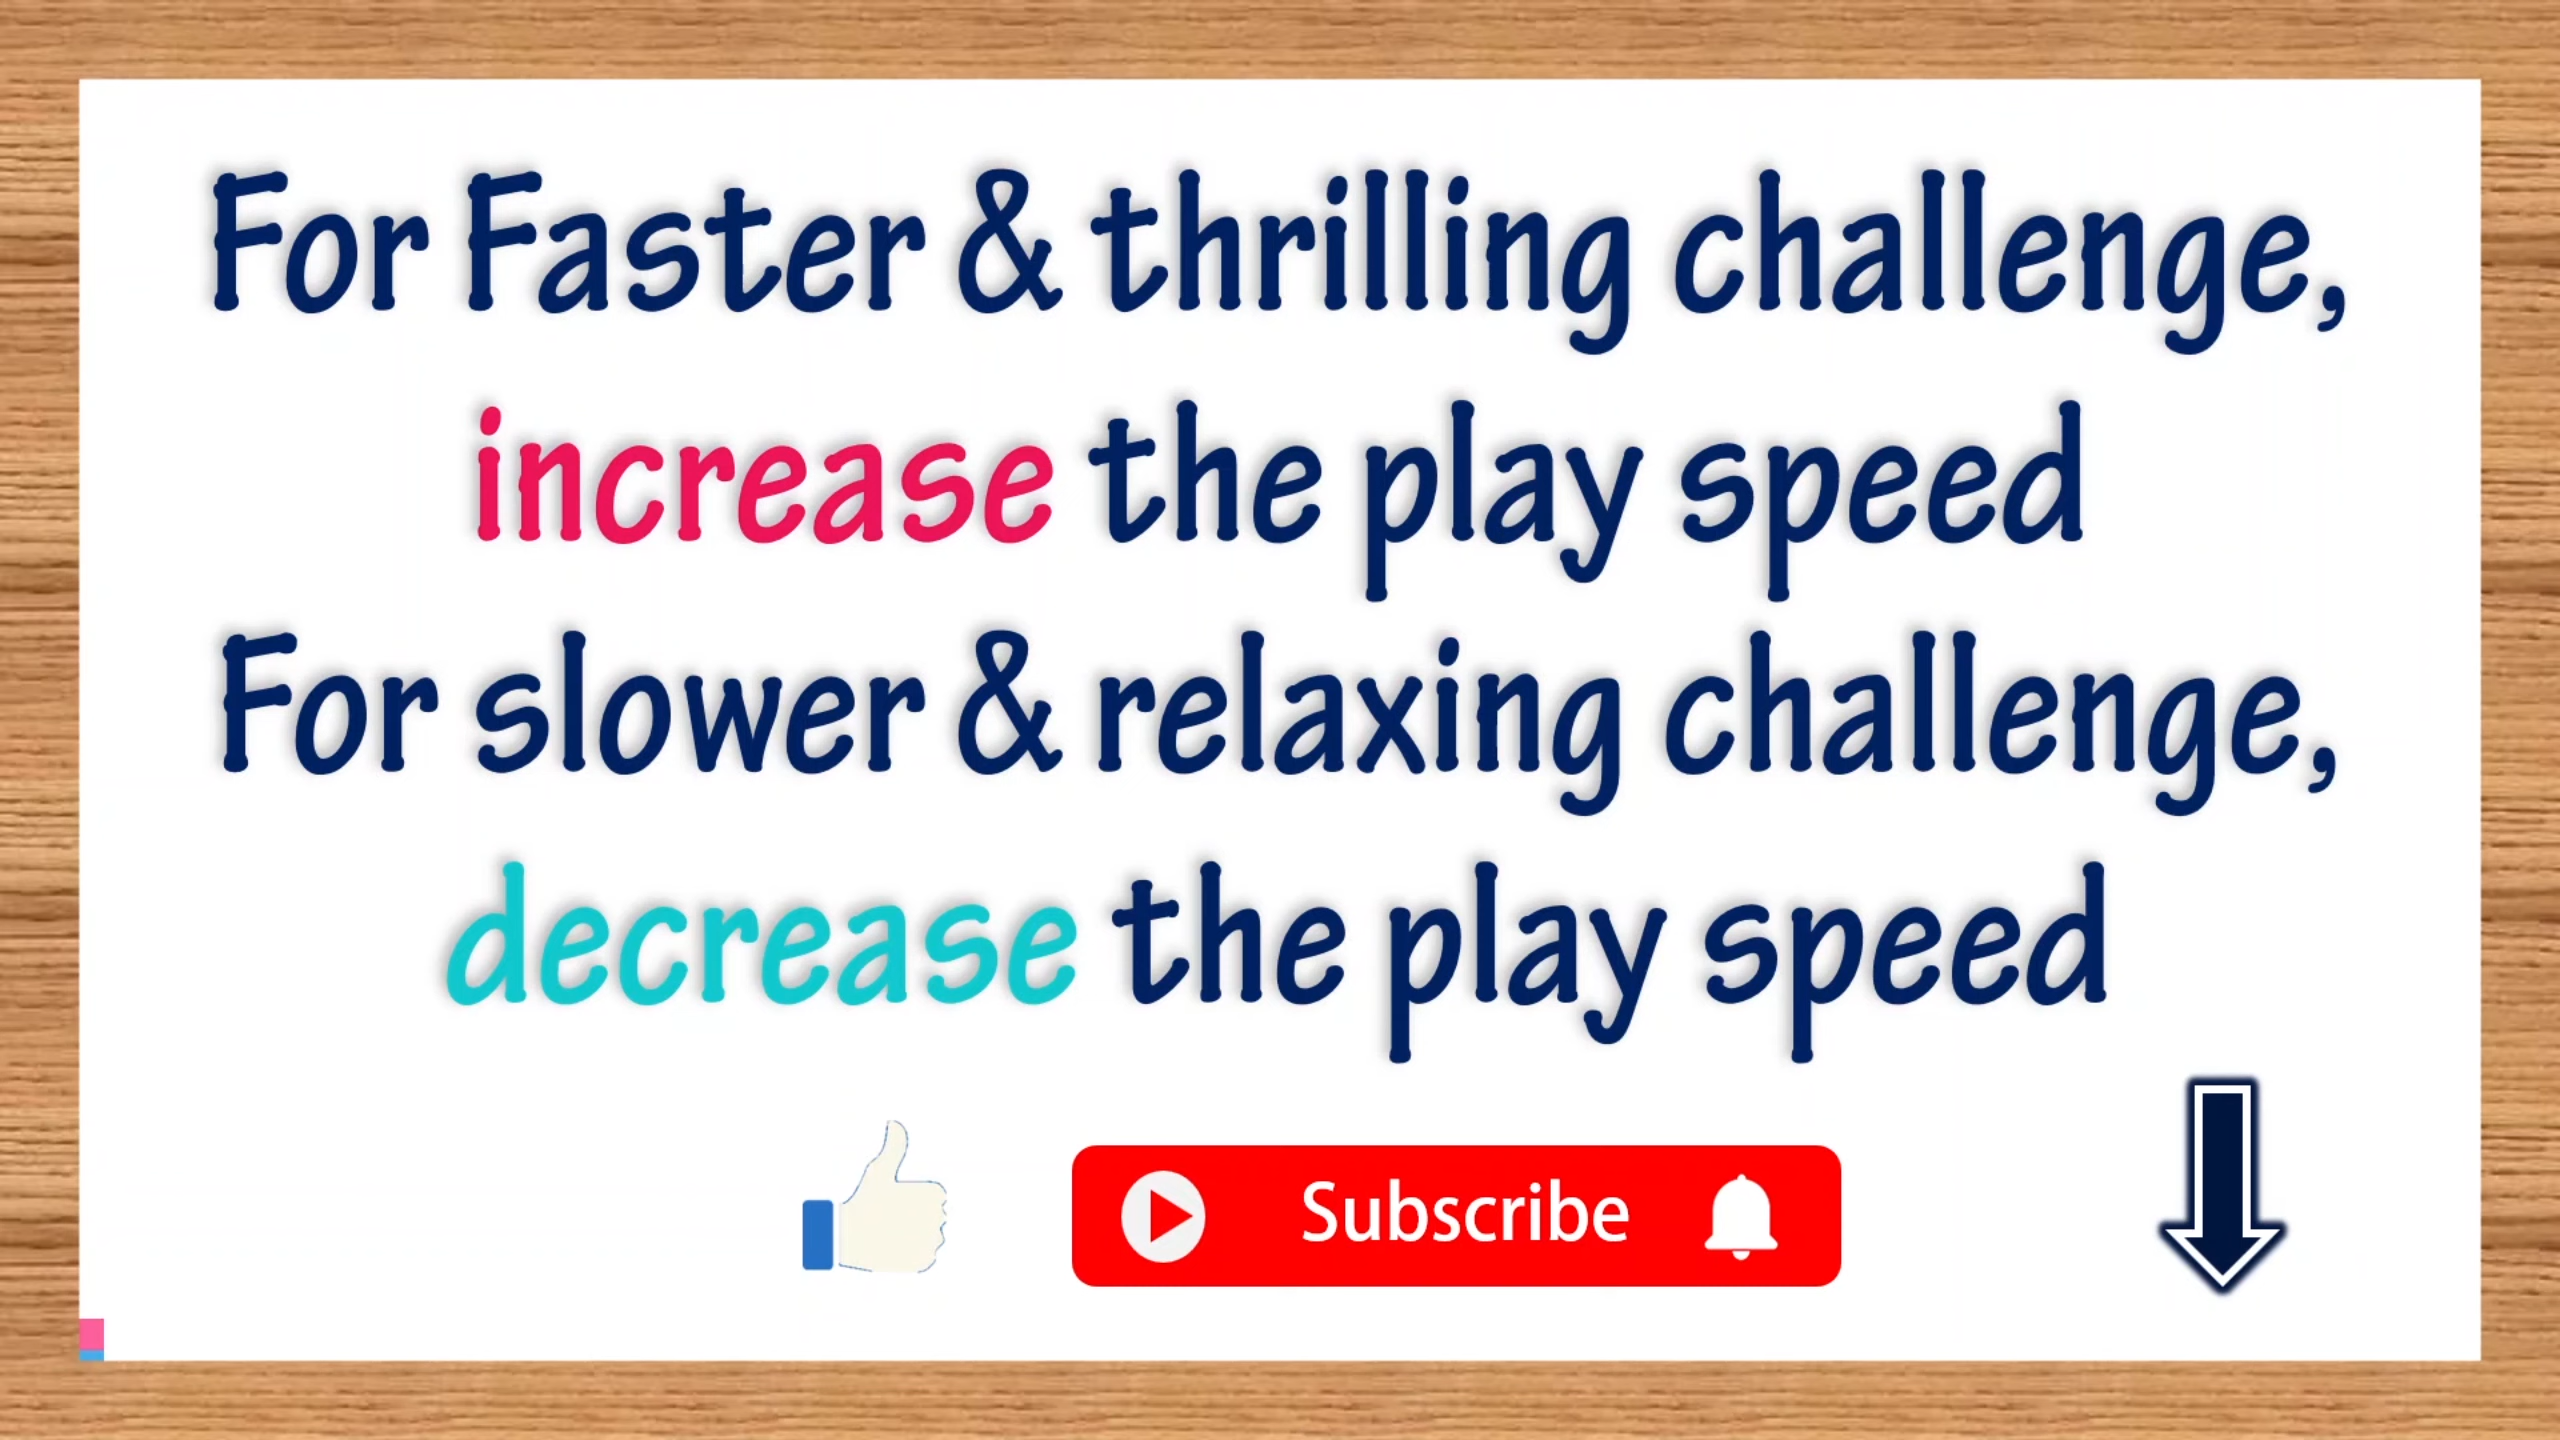 For Faster & thrilling challenge,
increase the play speed
For slower & relaxing challenge,
decrease the play speed
Subscribe